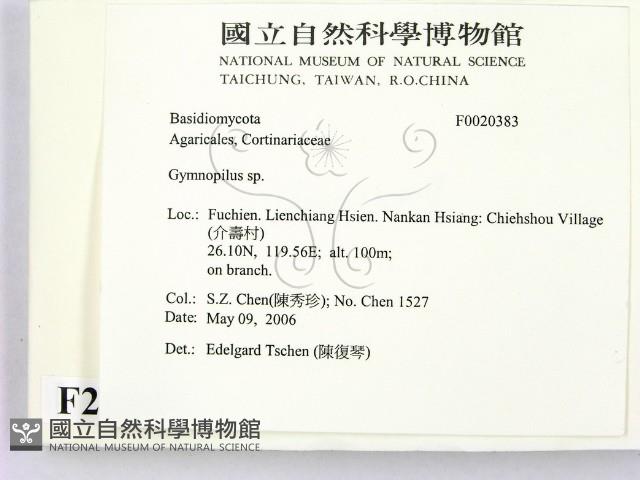 國立自然科學博物館
NATIONAL MUSEUM OF NATURAL SCIENCE
TAICHUNG, TAIWAN, R.O.CHINA
Basidiomycota F0020383
Agaricales, Cortinariaceae
Gymnopilus sp.
Loc.: Fuchien. Lienchiang Hsien. Nankan Hsiang: Chiehshou Village
(介壽村)
26.10N, 119.56E; alt. 100m;
on branch.
Col.: S.Z. Chen(陳秀珍); No. Chen 1527
Date: May 09, 2006
Det.: Edelgard Tschen (陳復琴)
F2
國立自然科學博物館
NATIONAL MUSEUM OF NATURAL SCIENCE